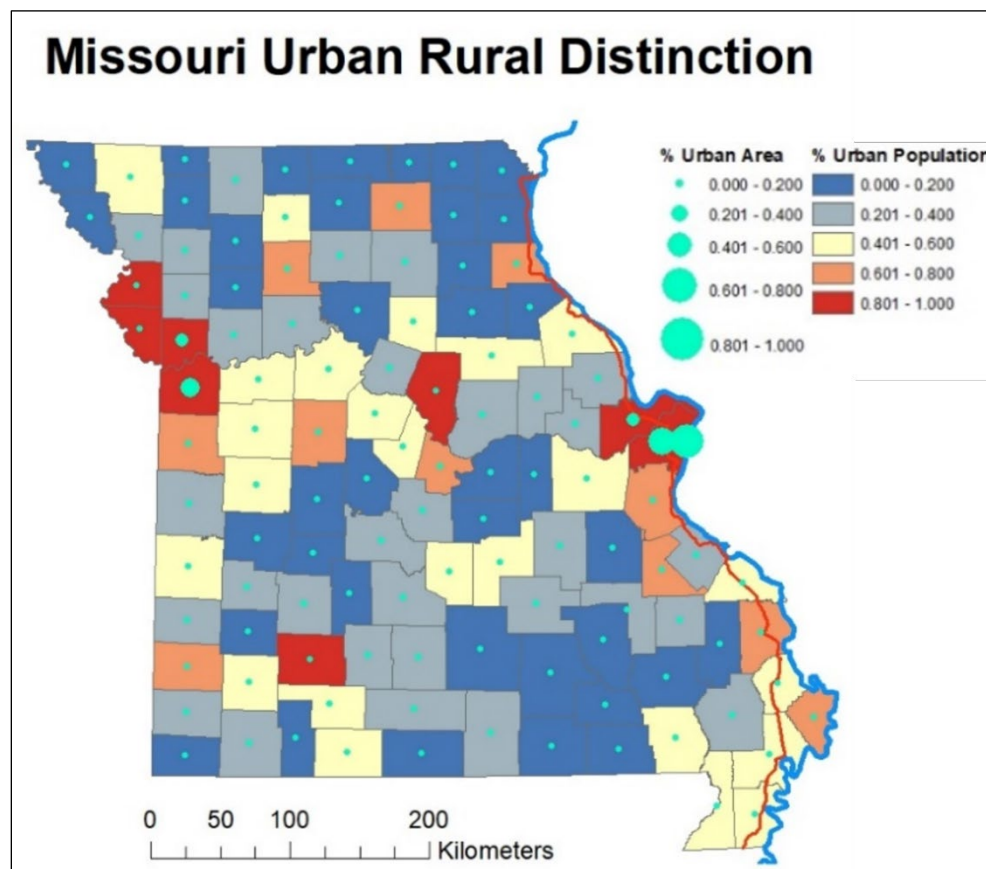 Missouri Urban Rural Distinction
% Urban Area
0.000 - 0.200
0.201 - 0.400
0.401 - 0.600
0.601 - 0.800
0.801 - 1.000
% Urban Population
0.000 - 0.200
0.201 - 0.400
0.401 - 0.600
0.601 - 0.800
0.801 - 1.000
0 50 100 200
Kilometers